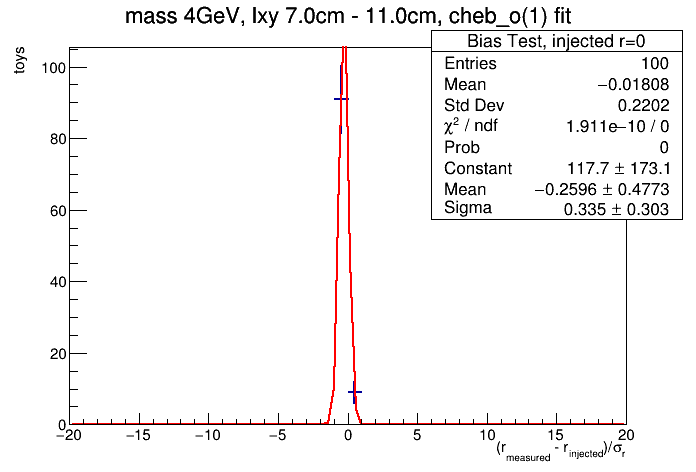 mass 4GeV, Ixy 7.0cm - 11.0cm, cheb_o(1) fit
Bias Test, injected r=0
Entries 100
Mean −0.01808
Std Dev 0.2202
χ² / ndf 1.911e−10 / 0
Prob 0
Constant 117.7 ± 173.1
Mean −0.2596 ± 0.4773
Sigma 0.335 ± 0.303
toys
100
80
60
40
20
0
−20 −15 −10 −5 0 5 10 15 20
(r_measured - r_injected)/σ_r